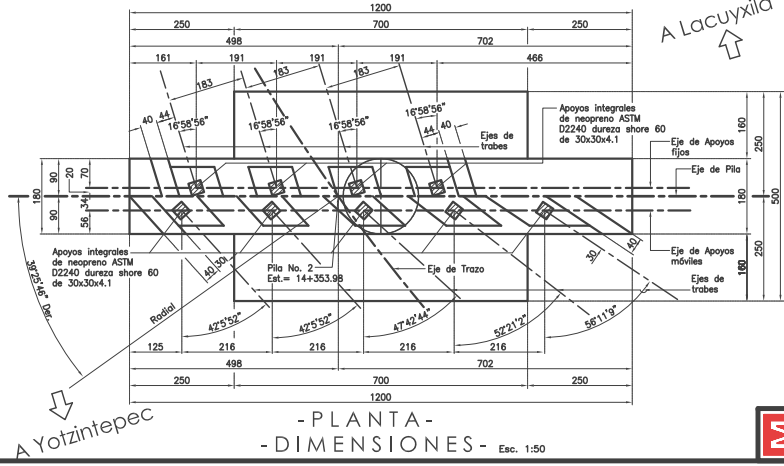 1200
250 700 250
498 702
161 191 191 191 466
183 183 183
A Lacuyxila
40 44
16°58'56" 16°58'56" 16°58'56" 16°58'56"
44 40
Ejes de
trabes
Apoyos integrales
de neopreno ASTM
D2240 dureza shore 60
de 30x30x4.1
Eje de Apoyos
fijos
Eje de Pila
160 250
180 500
160 250
180 90 20 70
90 56 34
Apoyos integrales
de neopreno ASTM
D2240 dureza shore 60
de 30x30x4.1
40 30
Pila No. 2
Est.= 14+353.98
Eje de Trazo
30 40
Eje de Apoyos
móviles
Ejes de
trabes
39°25'46" Der.
Radial
42°5'52" 42°5'52" 47°42'44" 52°21'2" 56°11'9"
125 216 216 216 216
498 702
250 700 250
1200
A Yotzintepec
-PLANTA-
-DIMENSIONES- Esc. 1:50